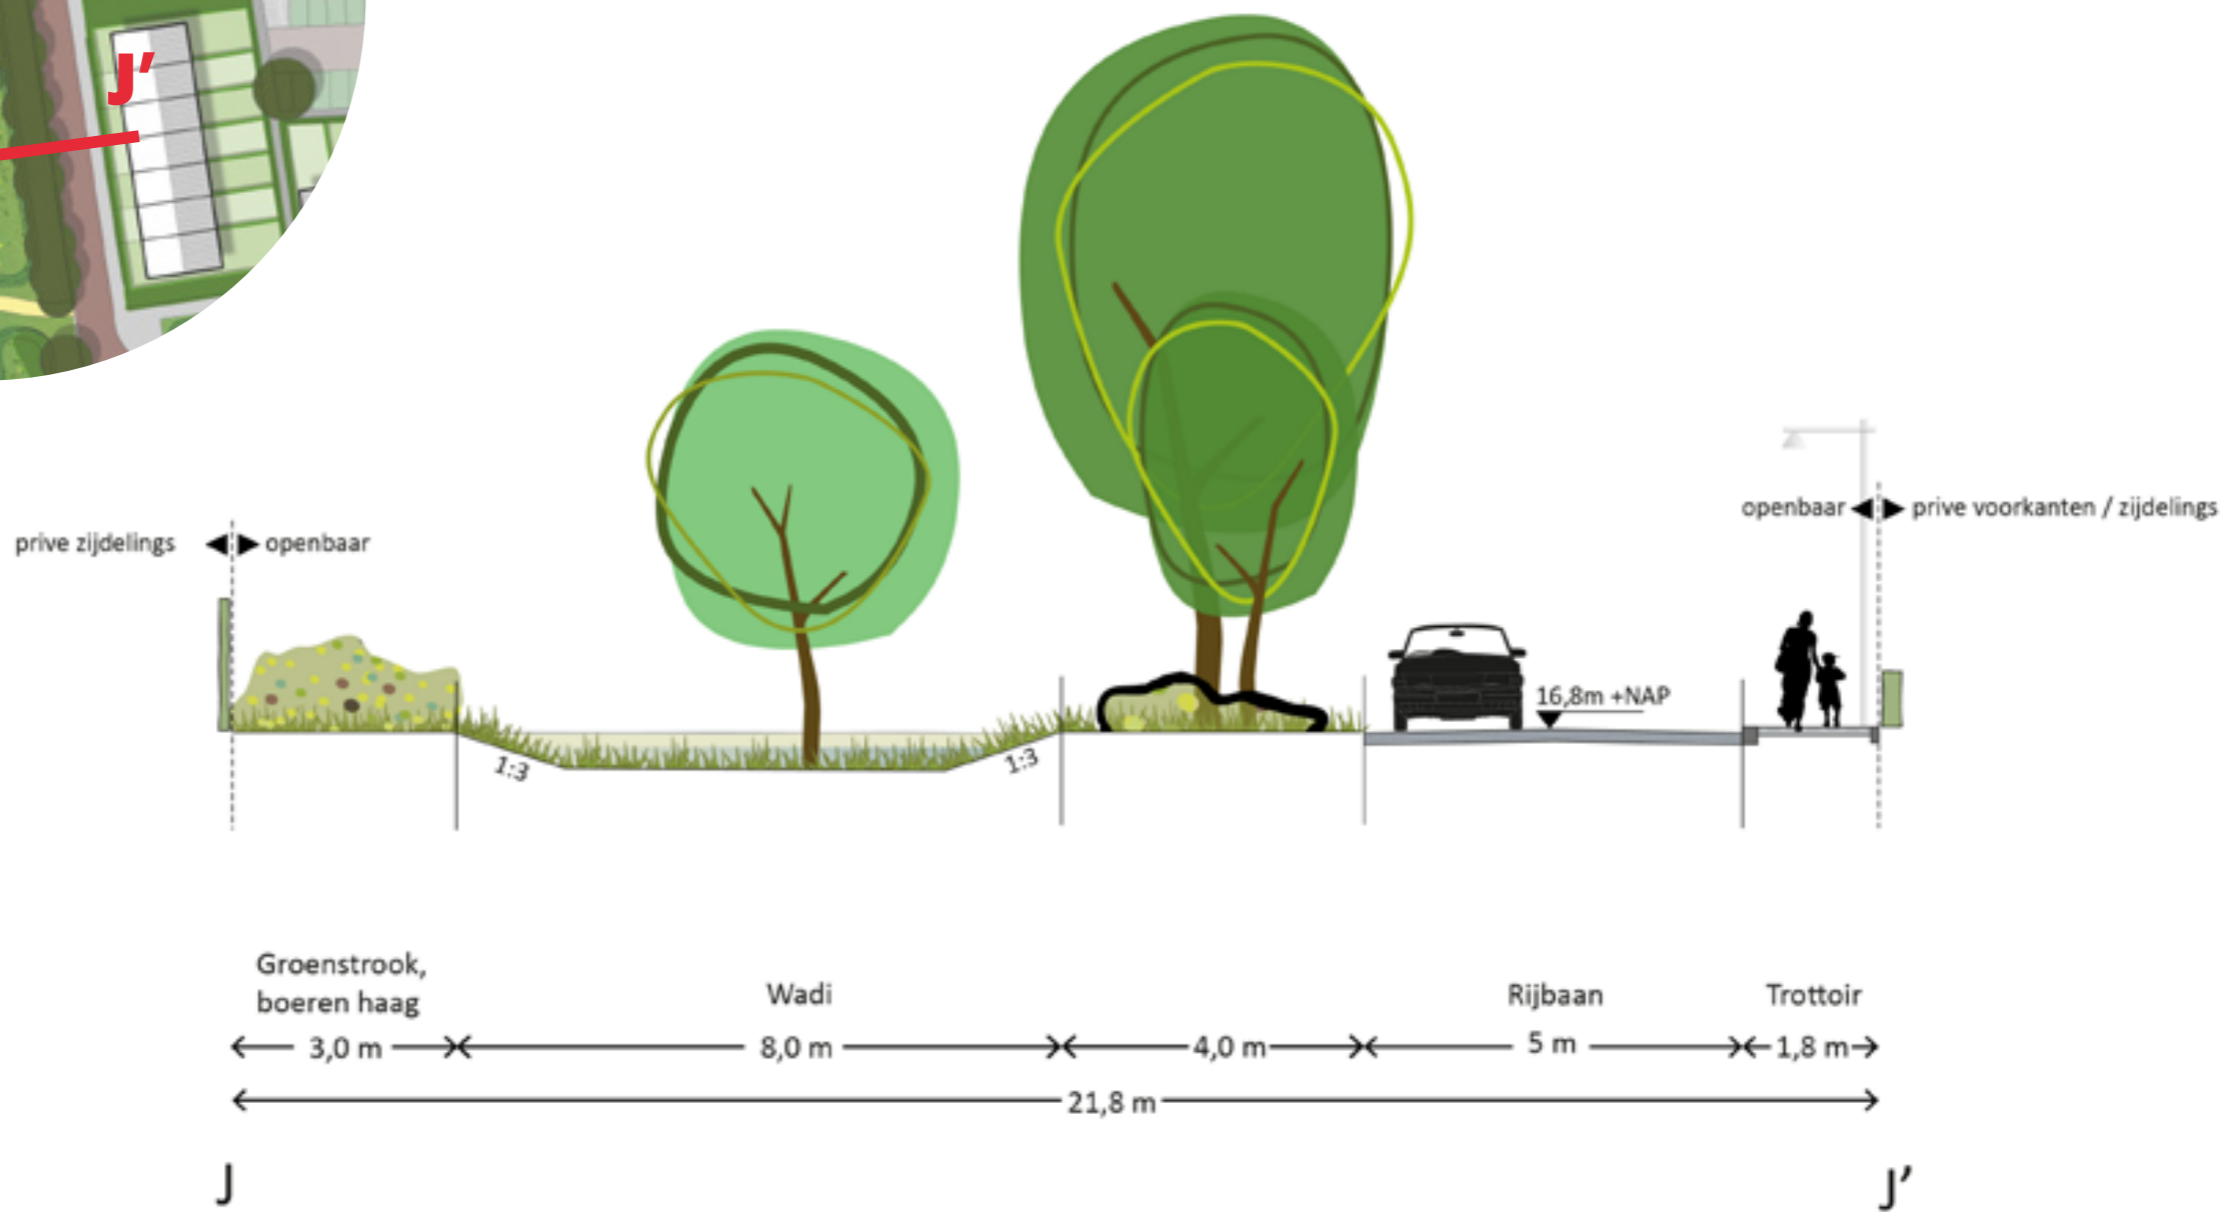 J’
prive zijdelings
openbaar
openbaar
prive voorkanten / zijdelings
16,8m +NAP
1:3
1:3
Groenstrook,
boeren haag
Wadi
Rijbaan
Trottoir
3,0 m
8,0 m
4,0 m
5 m
1,8 m
21,8 m
J
J’